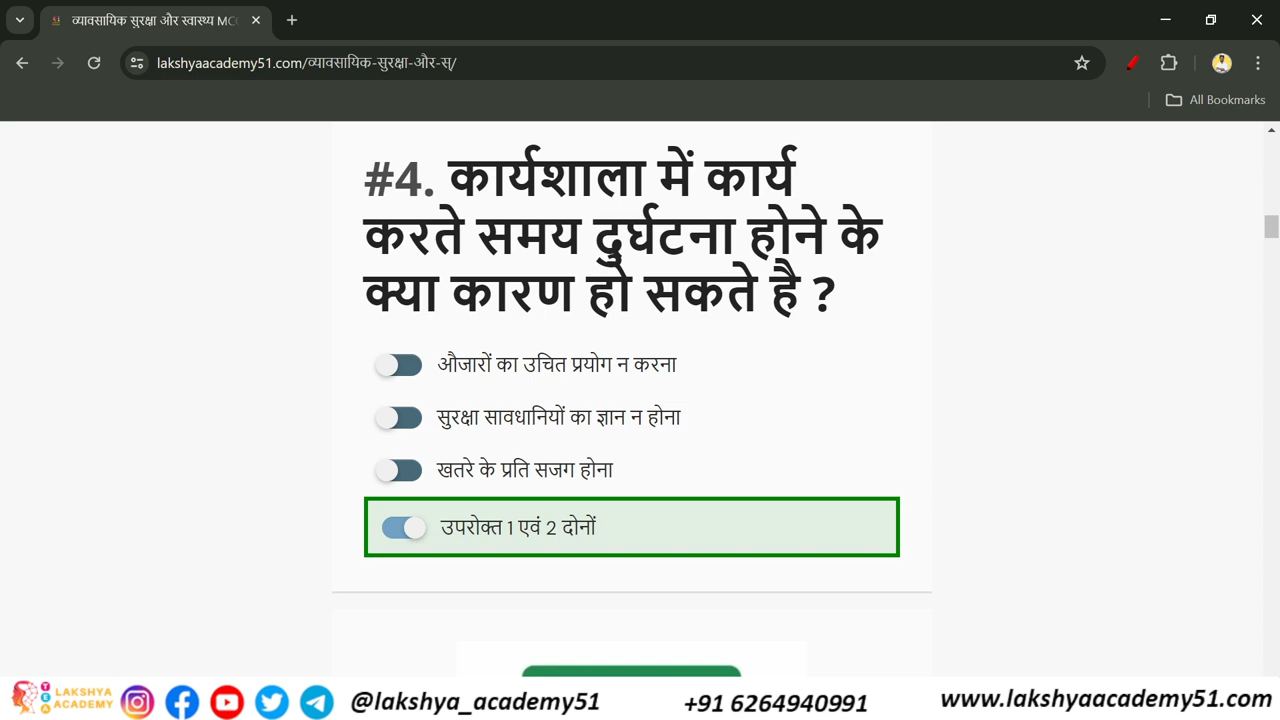 व्यावसायिक सुरक्षा और स्वास्थ्य MC
lakshyaacademy51.com/व्यावसायिक-सुरक्षा-और-स्/
All Bookmarks
#4. कार्यशाला में कार्य
करते समय दुर्घटना होने के
क्या कारण हो सकते है ?
औजारों का उचित प्रयोग न करना
सुरक्षा सावधानियों का ज्ञान न होना
खतरे के प्रति सजग होना
उपरोक्त 1 एवं 2 दोनों
TEA LAKSHYA ACADEMY
@lakshya_academy51
+91 6264940991
www.lakshyaacademy51.com